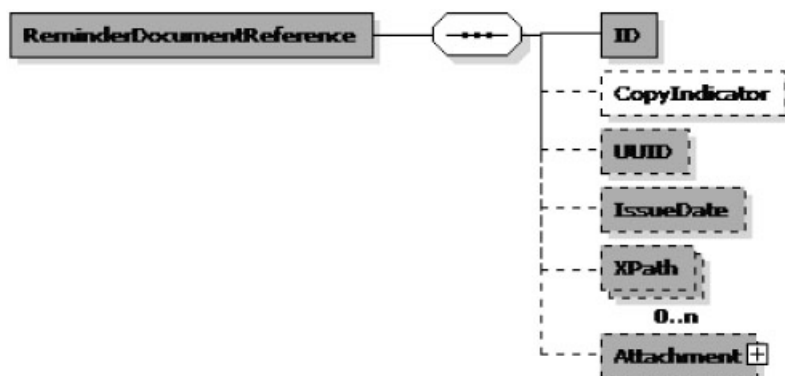 ReminderDocumentReference
ID
CopyIndicator
UUID
IssueDate
XPath
0..n
Attachment